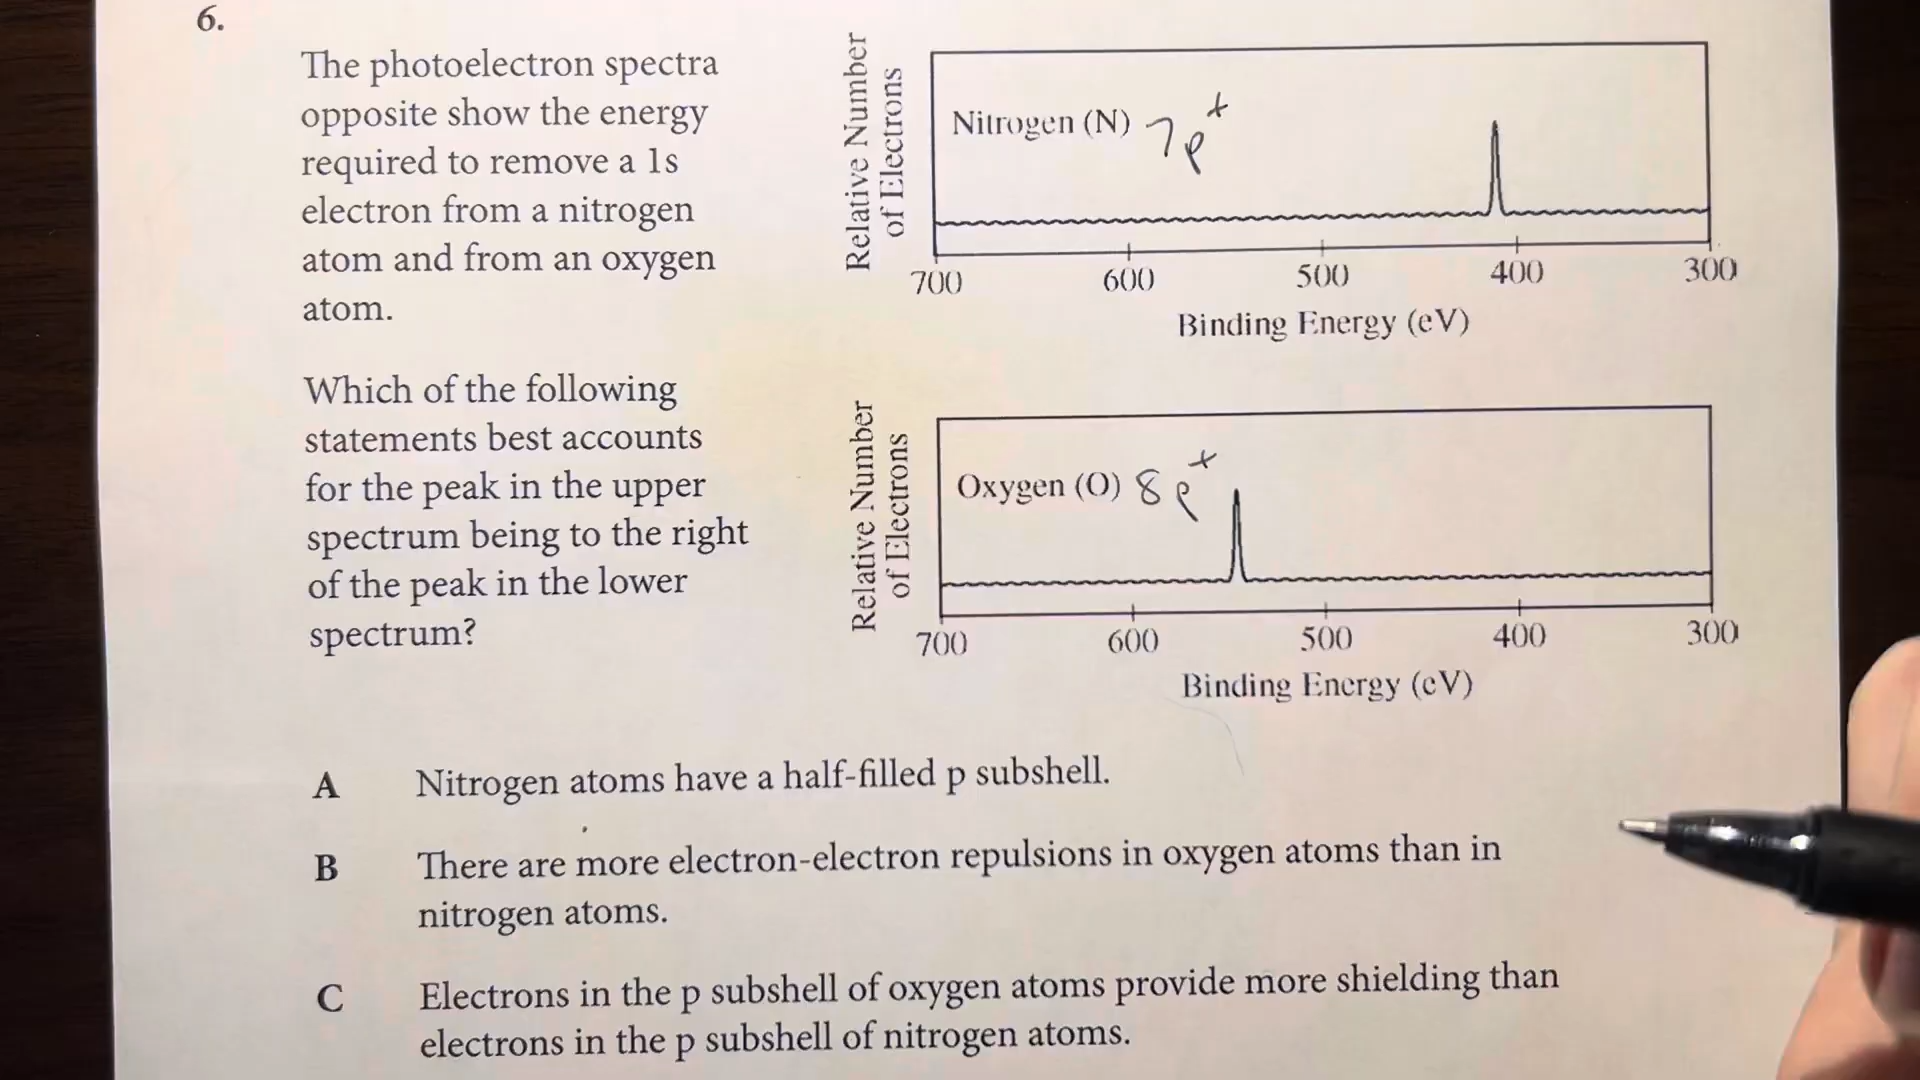 6.
The photoelectron spectra
opposite show the energy
required to remove a 1s
electron from a nitrogen
atom and from an oxygen
atom.
Which of the following
statements best accounts
for the peak in the upper
spectrum being to the right
of the peak in the lower
spectrum?
Relative Number
of Electrons
Nitrogen (N) 7p+
700 600 500 400 300
Binding Energy (eV)
Relative Number
of Electrons
Oxygen (O) 8p+
700 600 500 400 300
Binding Energy (eV)
A Nitrogen atoms have a half-filled p subshell.
B There are more electron-electron repulsions in oxygen atoms than in
nitrogen atoms.
C Electrons in the p subshell of oxygen atoms provide more shielding than
electrons in the p subshell of nitrogen atoms.